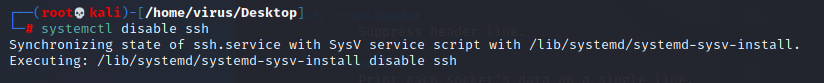 ┌──(root💀kali)-[/home/virus/Desktop]
└─# systemctl disable ssh
Synchronizing state of ssh.service with SysV service script with /lib/systemd/systemd-sysv-install.
Executing: /lib/systemd/systemd-sysv-install disable ssh